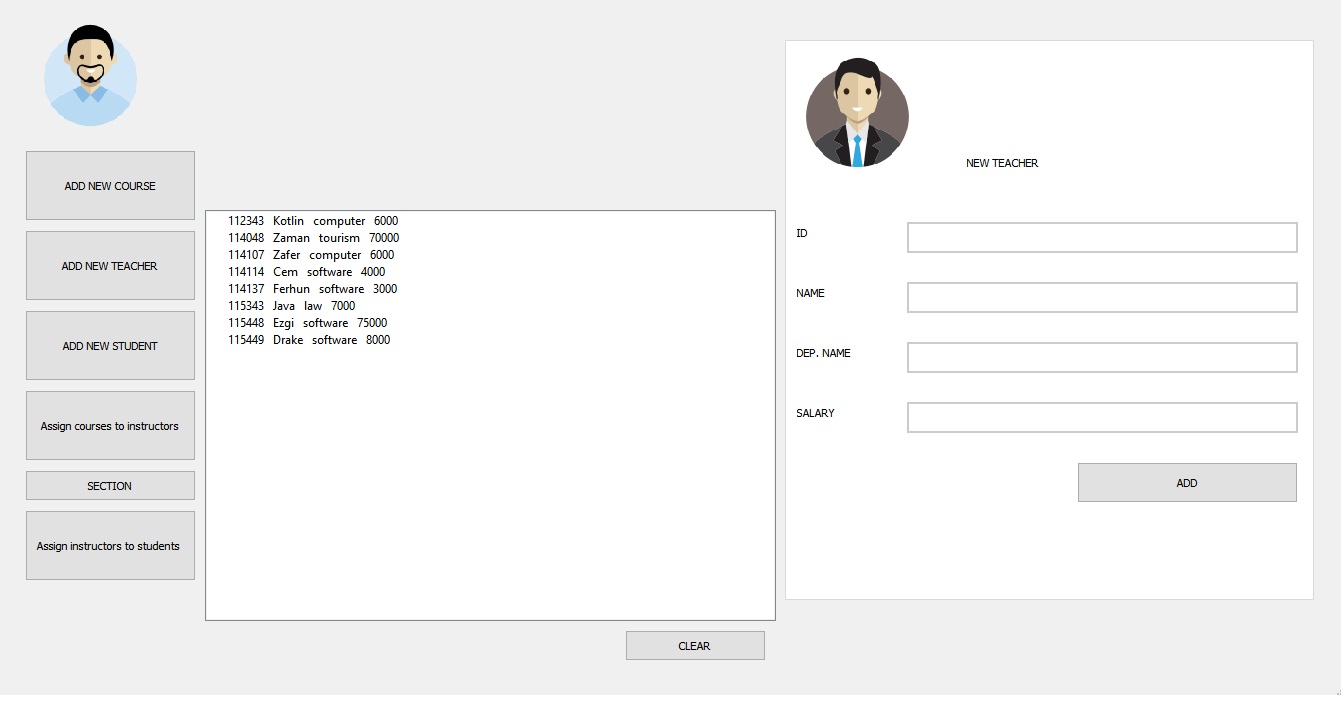 ADD NEW COURSE
ADD NEW TEACHER
ADD NEW STUDENT
Assign courses to instructors
SECTION
Assign instructors to students
112343 Kotlin computer 6000
114048 Zaman tourism 70000
114107 Zafer computer 6000
114114 Cem software 4000
114137 Ferhun software 3000
115343 Java law 7000
115448 Ezgi software 75000
115449 Drake software 8000
CLEAR
NEW TEACHER
ID
NAME
DEP. NAME
SALARY
ADD